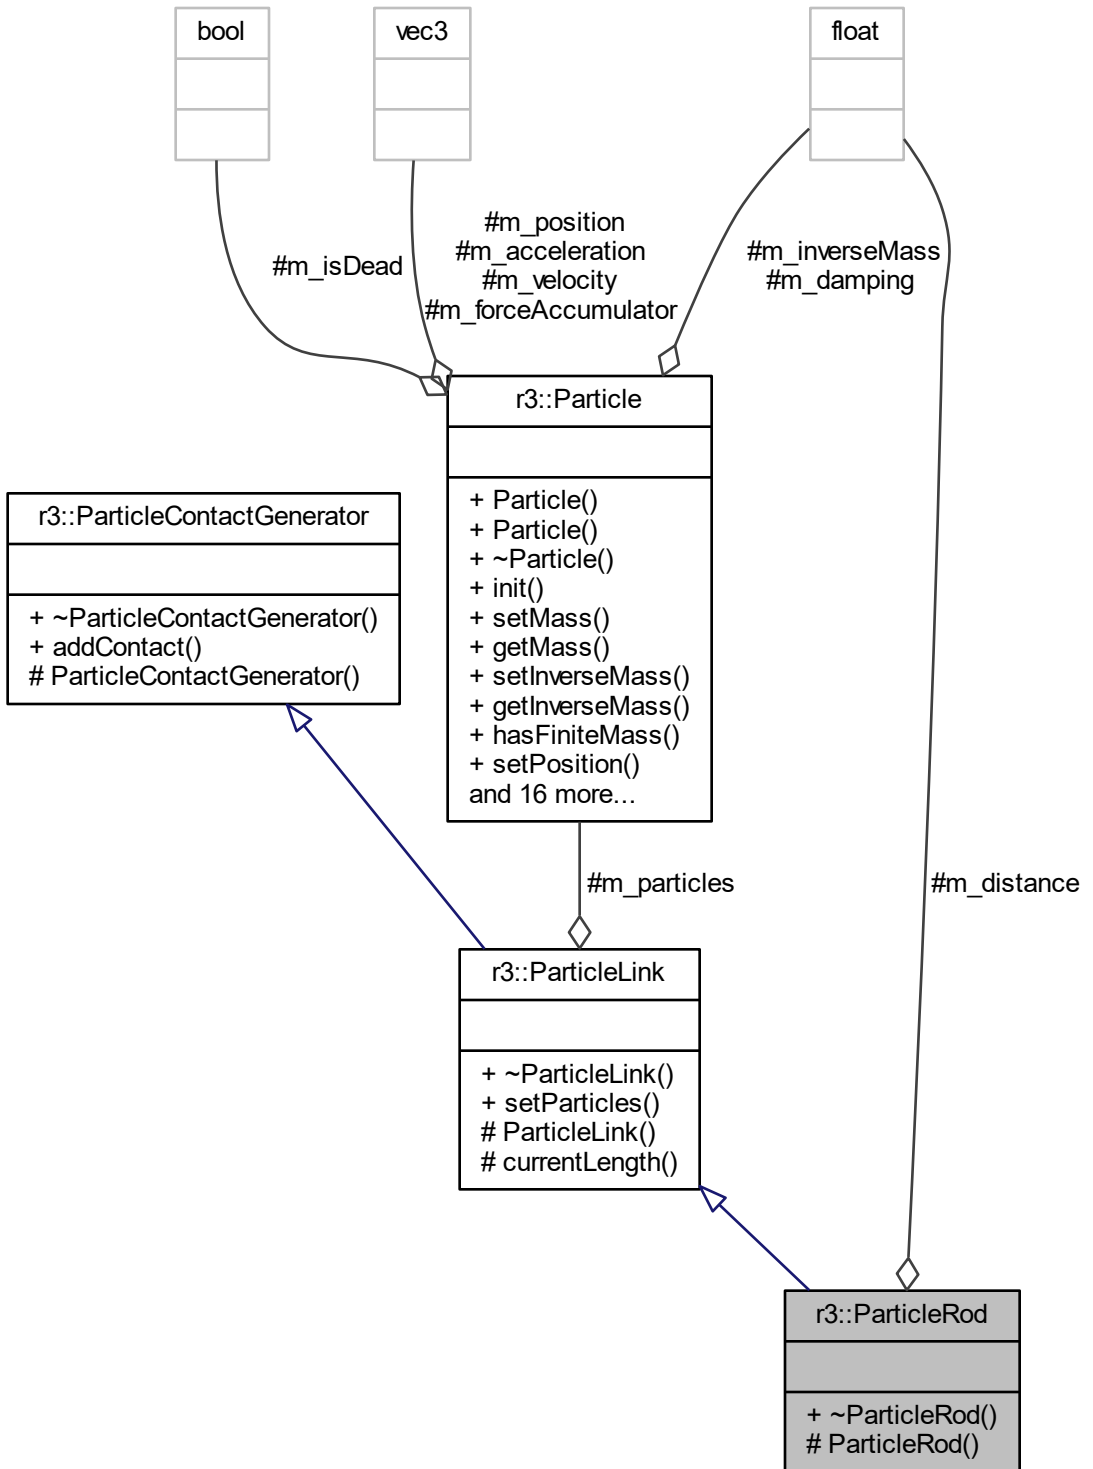 bool
vec3
float
#m_isDead
#m_position
#m_acceleration
#m_velocity
#m_forceAccumulator
#m_inverseMass
#m_damping
r3::Particle
+ Particle()
+ Particle()
+ ~Particle()
+ init()
+ setMass()
+ getMass()
+ setInverseMass()
+ getInverseMass()
+ hasFiniteMass()
+ setPosition()
and 16 more...
r3::ParticleContactGenerator
+ ~ParticleContactGenerator()
+ addContact()
# ParticleContactGenerator()
#m_particles
#m_distance
r3::ParticleLink
+ ~ParticleLink()
+ setParticles()
# ParticleLink()
# currentLength()
r3::ParticleRod
+ ~ParticleRod()
# ParticleRod()